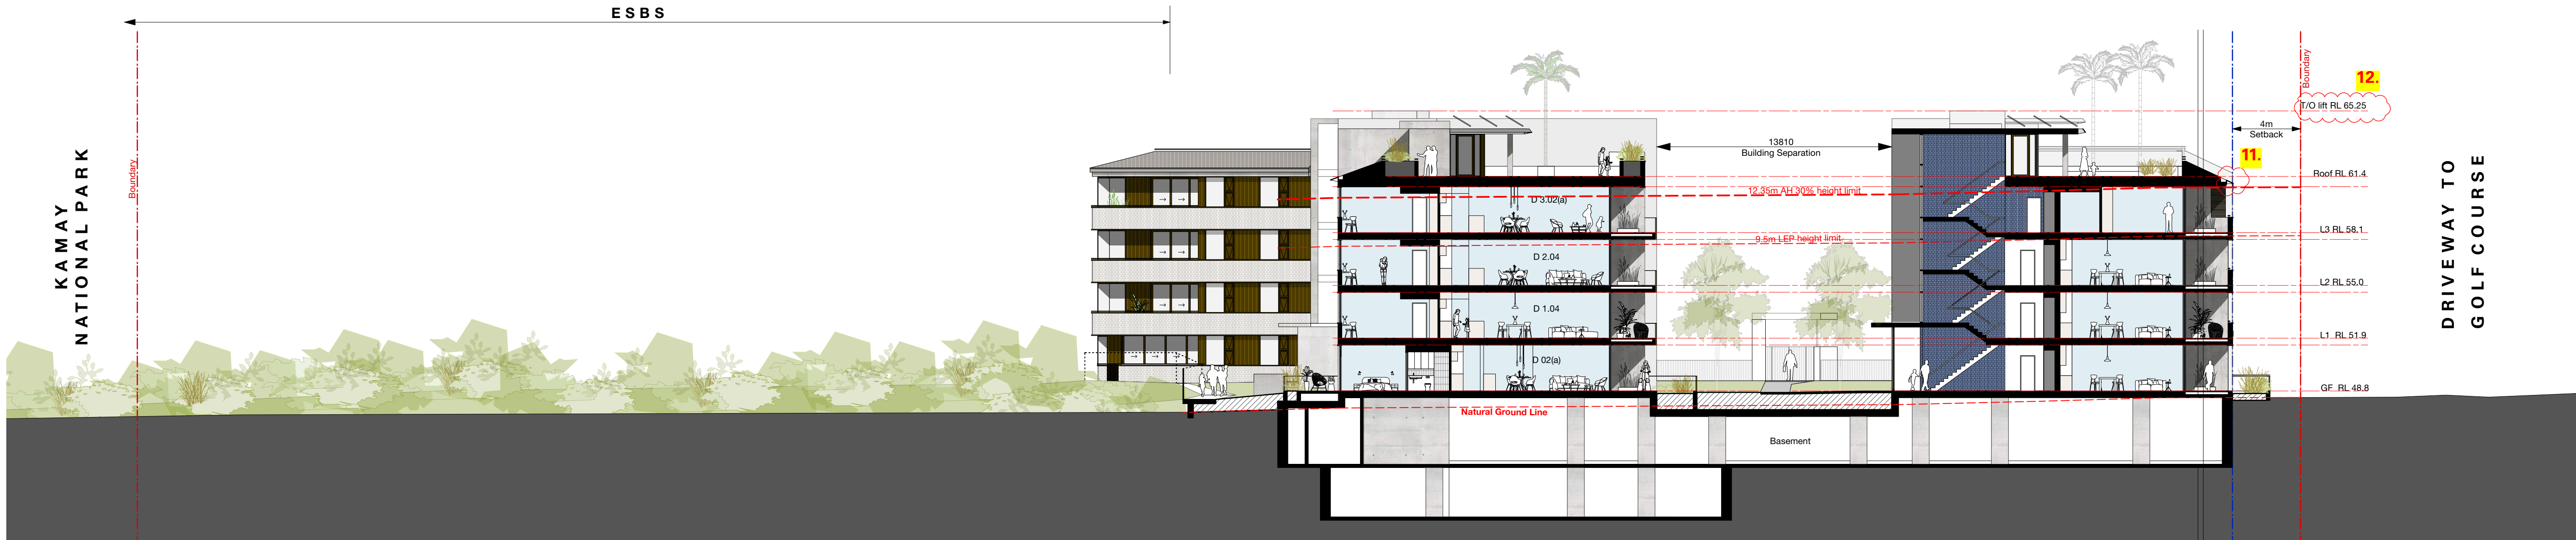 ESBS
KAMAY
NATIONAL PARK
Boundary
13810
Building Separation
12.35m AH 30% height limit
9.5m LEP height limit
D 3.02(a)
D 2.04
D 1.04
D 02(a)
Natural Ground Line
Basement
Boundary
12.
T/O lift RL 65.25
4m
Setback
11.
Roof RL 61.4
L3 RL 58.1
L2 RL 55.0
L1 RL 51.9
GF RL 48.8
DRIVEWAY TO
GOLF COURSE